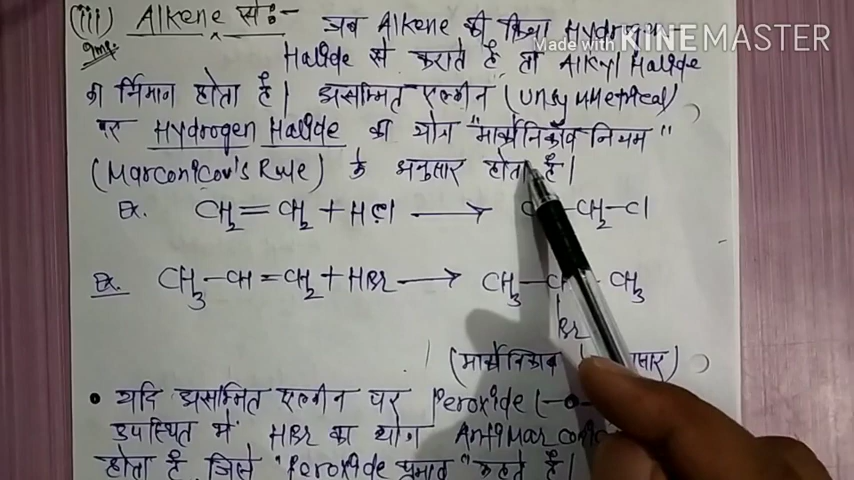 (iii) Alkene से :-
Imp. जब Alkene की क्रिया Hydrogen
Made with KINEMASTER
Halide से कराते है तो Alkyl Halide
का निर्माण होता है। असममित एल्कीन (Unsymmetrical)
पर Hydrogen Halide का योग "मार्कोनिकॉव नियम"
(Marconicov's Rule) के अनुसार होता है।
Ex. CH2=CH2 + HCl → CH2–Cl
Ex. CH3–CH=CH2 + HBr → CH3– CH3
Br
(मार्कोनिकॉव
• यदि असममित एल्कीन पर Peroxide (–O–
उपस्थित में HBr का योग Anti Marconic
होता है जिसे "Peroxide प्रभाव" कहते है।